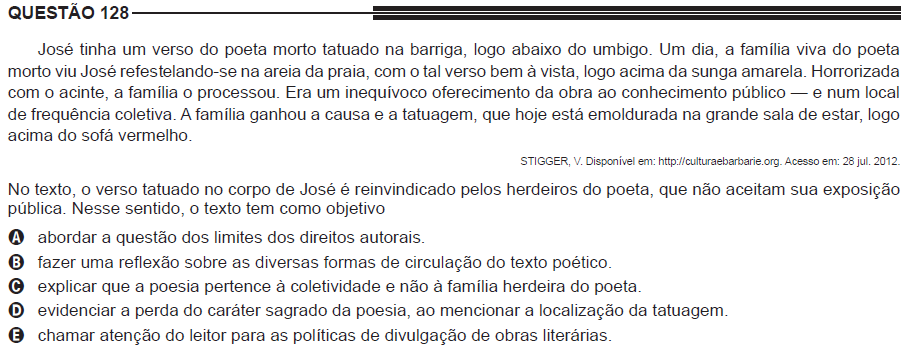 QUESTÃO 128
José tinha um verso do poeta morto tatuado na barriga, logo abaixo do umbigo. Um dia, a família viva do poeta
morto viu José refestelando-se na areia da praia, com o tal verso bem à vista, logo acima da sunga amarela. Horrorizada
com o acinte, a família o processou. Era um inequívoco oferecimento da obra ao conhecimento público — e num local
de frequência coletiva. A família ganhou a causa e a tatuagem, que hoje está emoldurada na grande sala de estar, logo
acima do sofá vermelho.
STIGGER, V. Disponível em: http://culturaebarbarie.org. Acesso em: 28 jul. 2012.
No texto, o verso tatuado no corpo de José é reinvindicado pelos herdeiros do poeta, que não aceitam sua exposição
pública. Nesse sentido, o texto tem como objetivo
A abordar a questão dos limites dos direitos autorais.
B fazer uma reflexão sobre as diversas formas de circulação do texto poético.
C explicar que a poesia pertence à coletividade e não à família herdeira do poeta.
D evidenciar a perda do caráter sagrado da poesia, ao mencionar a localização da tatuagem.
E chamar atenção do leitor para as políticas de divulgação de obras literárias.